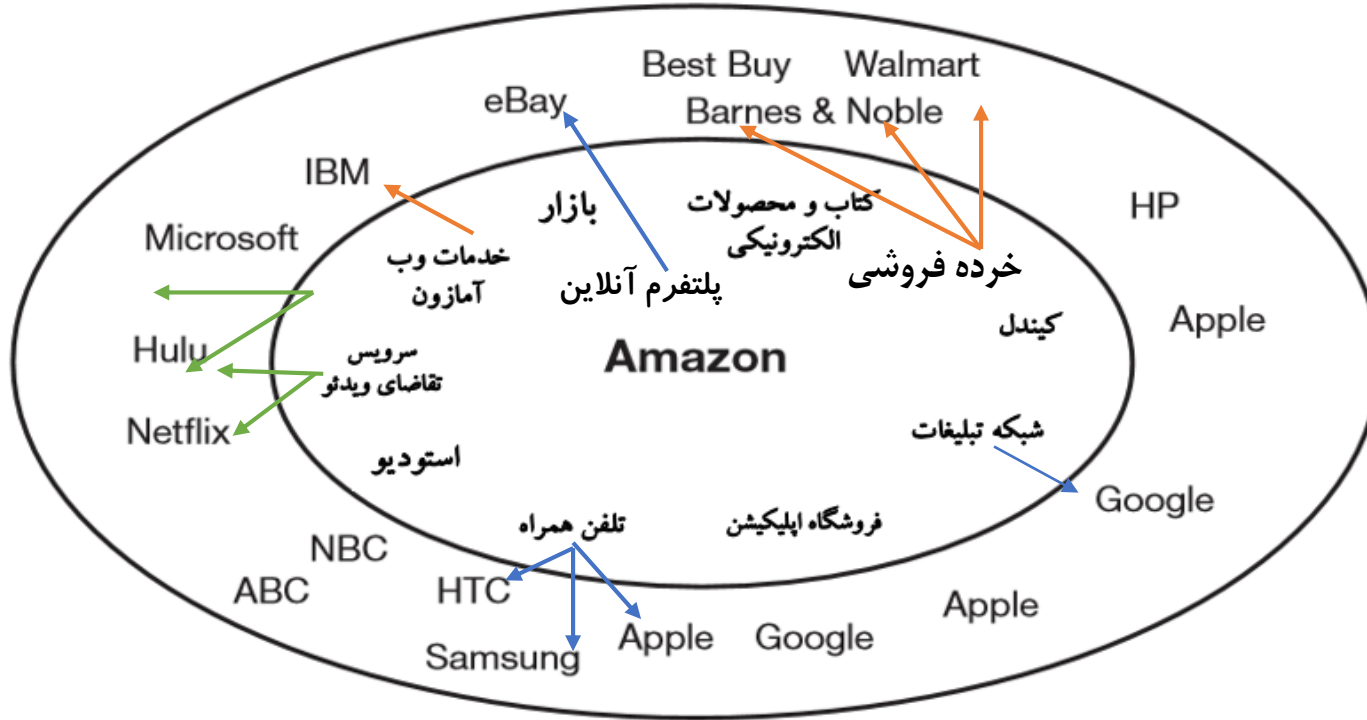 Best Buy
Walmart
eBay
Barnes & Noble
IBM
HP
Microsoft
بازار
کتاب و محصولات
الکترونیکی
خدمات وب
آمازون
پلتفرم آنلاین
خرده فروشی
Apple
کیندل
Hulu
سرویس
تقاضای ویدئو
Amazon
Netflix
استودیو
شبکه تبلیغات
Google
تلفن همراه
فروشگاه اپلیکیشن
NBC
ABC
HTC
Apple
Samsung
Apple
Google